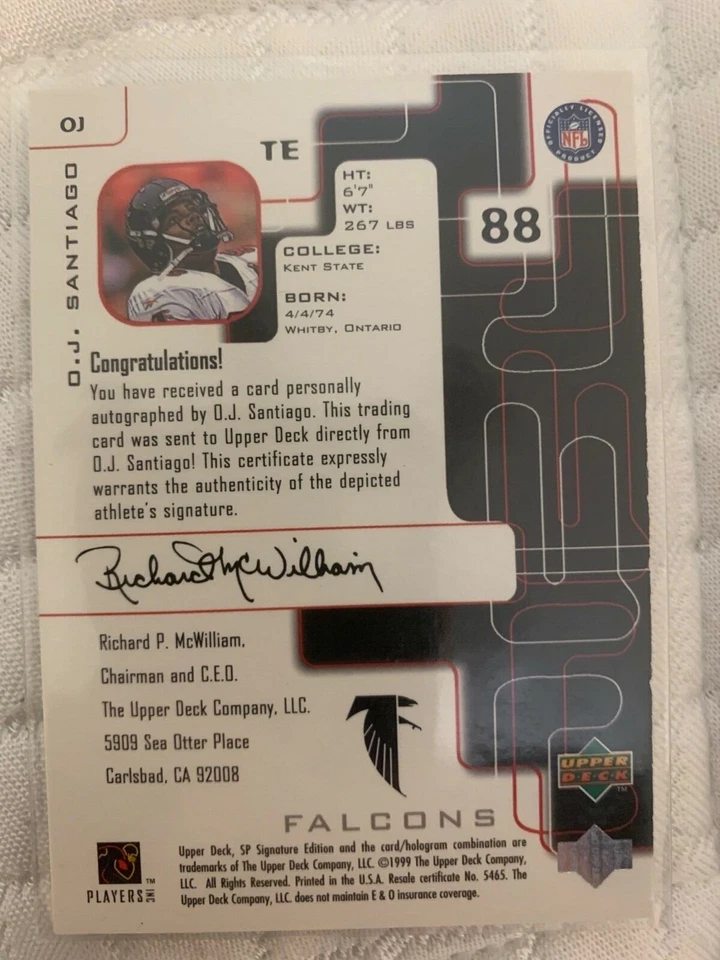 OJ
O.J. SANTIAGO
TE
HT:
6'7"
WT:
267 LBS
COLLEGE:
KENT STATE
BORN:
4/4/74
WHITBY, ONTARIO
88
OFFICIALLY LICENSED
NFL
PRODUCT
Congratulations!
You have received a card personally
autographed by O.J. Santiago. This trading
card was sent to Upper Deck directly from
O.J. Santiago! This certificate expressly
warrants the authenticity of the depicted
athlete's signature.
Richard P. McWilliam
Richard P. McWilliam,
Chairman and C.E.O.
The Upper Deck Company, LLC.
5909 Sea Otter Place
Carlsbad, CA 92008
FALCONS
UPPER
DECK
TM
PLAYERS INC
TM
Upper Deck, SP Signature Edition and the card/hologram combination are
trademarks of The Upper Deck Company, LLC. ©1999 The Upper Deck Company,
LLC. All Rights Reserved. Printed in the U.S.A. Resale certificate No. 5465. The
Upper Deck Company, LLC. does not maintain E & O insurance coverage.